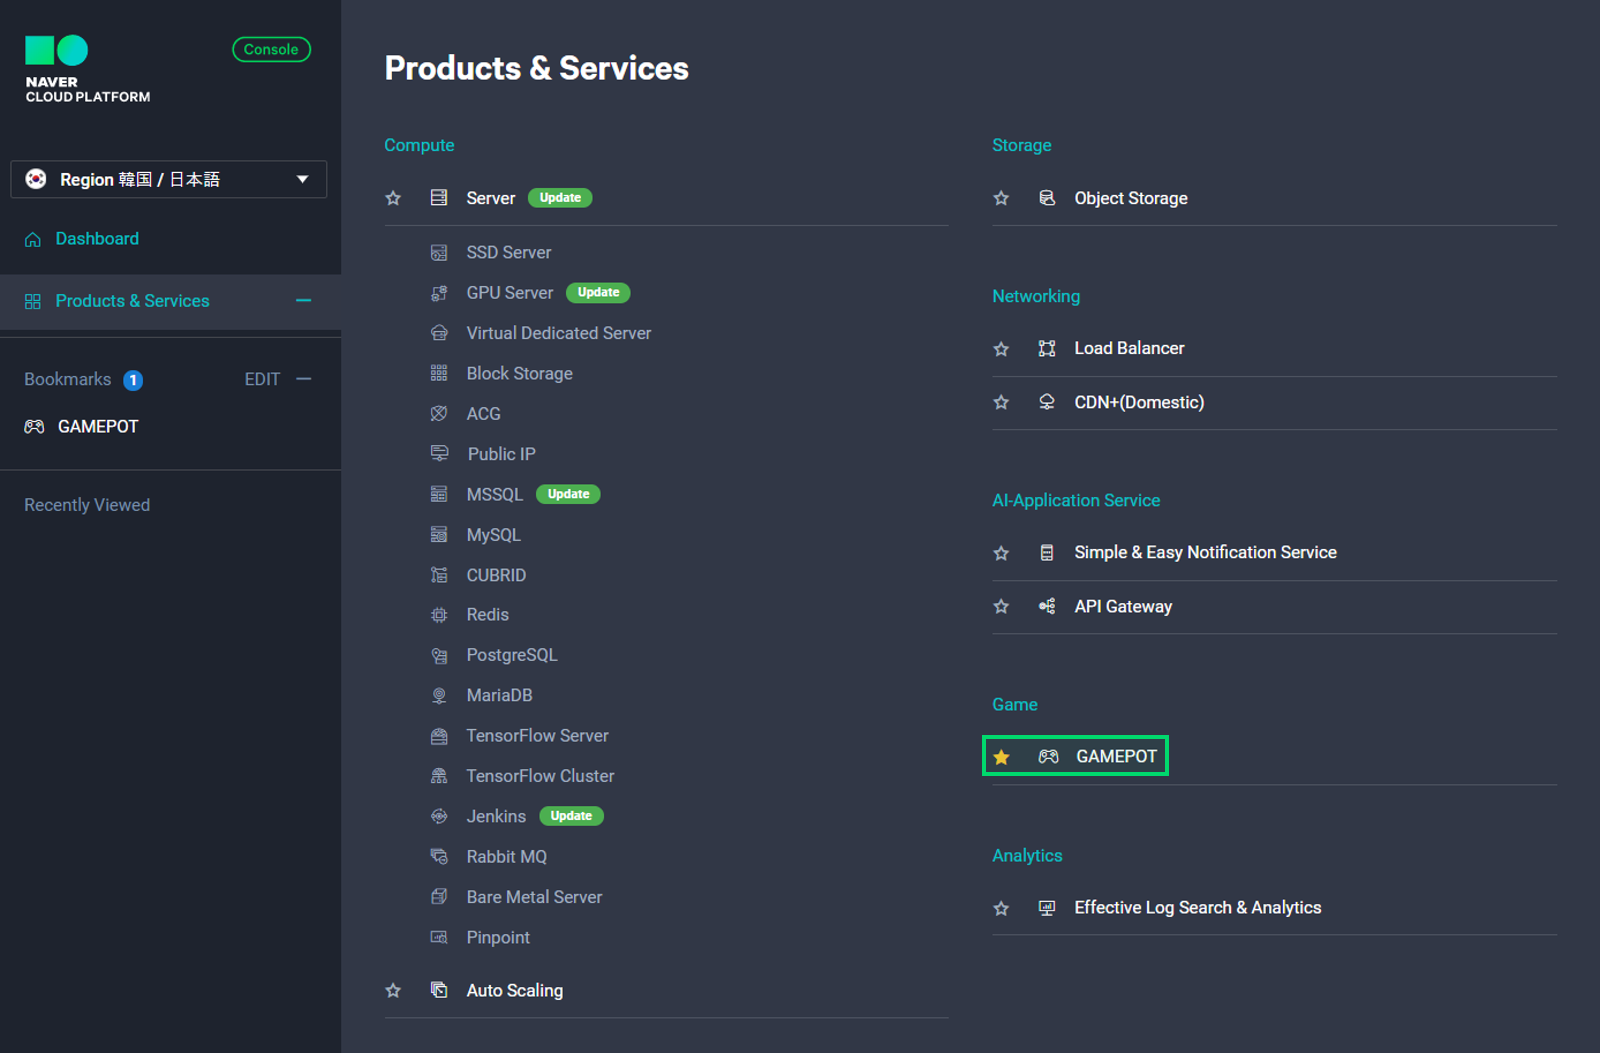 NAVER
CLOUD PLATFORM
Console
Region 韓国 / 日本語
Dashboard
Products & Services
Bookmarks 1 EDIT
GAMEPOT
Recently Viewed
Products & Services
Compute
Server Update
SSD Server
GPU Server Update
Virtual Dedicated Server
Block Storage
ACG
Public IP
MSSQL Update
MySQL
CUBRID
Redis
PostgreSQL
MariaDB
TensorFlow Server
TensorFlow Cluster
Jenkins Update
Rabbit MQ
Bare Metal Server
Pinpoint
Auto Scaling
Storage
Object Storage
Networking
Load Balancer
CDN+(Domestic)
AI-Application Service
Simple & Easy Notification Service
API Gateway
Game
GAMEPOT
Analytics
Effective Log Search & Analytics